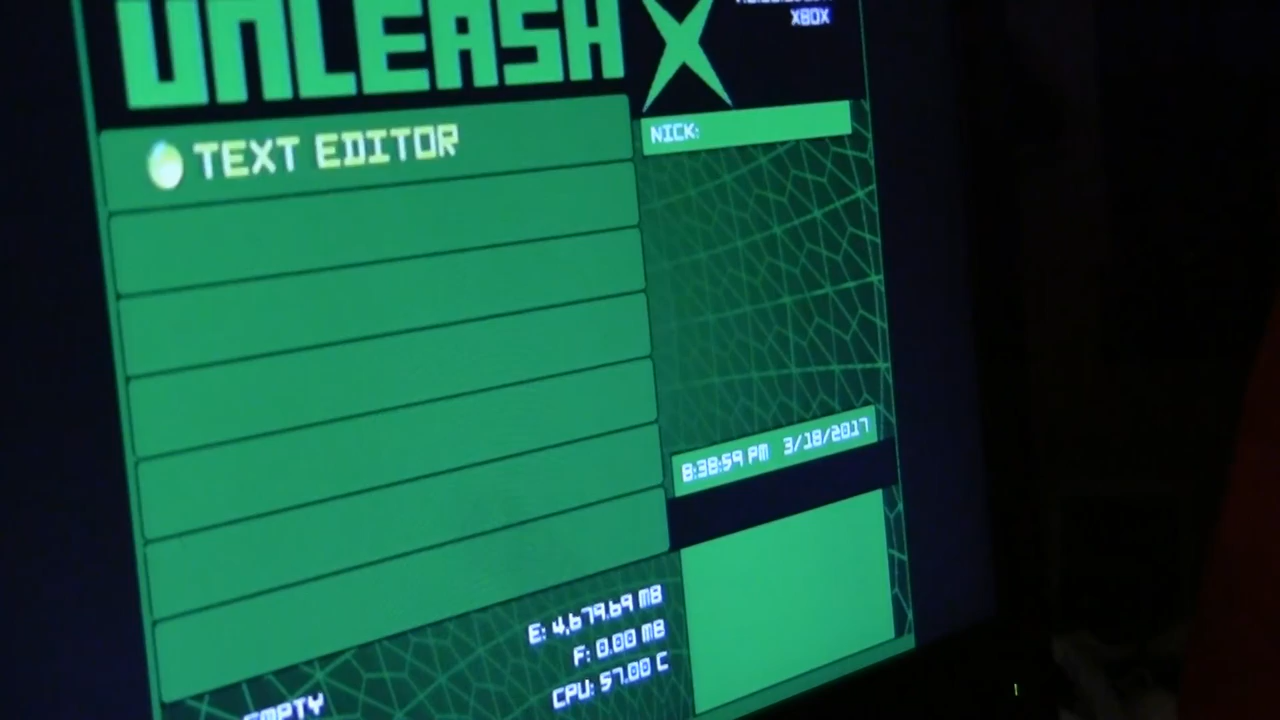 UNLEASH X
XBOX
TEXT EDITOR
NICK:
8:38:59 PM 3/18/2017
E: 4,679.69 MB
F: 0.00 MB
CPU: 57.00 C
EMPTY